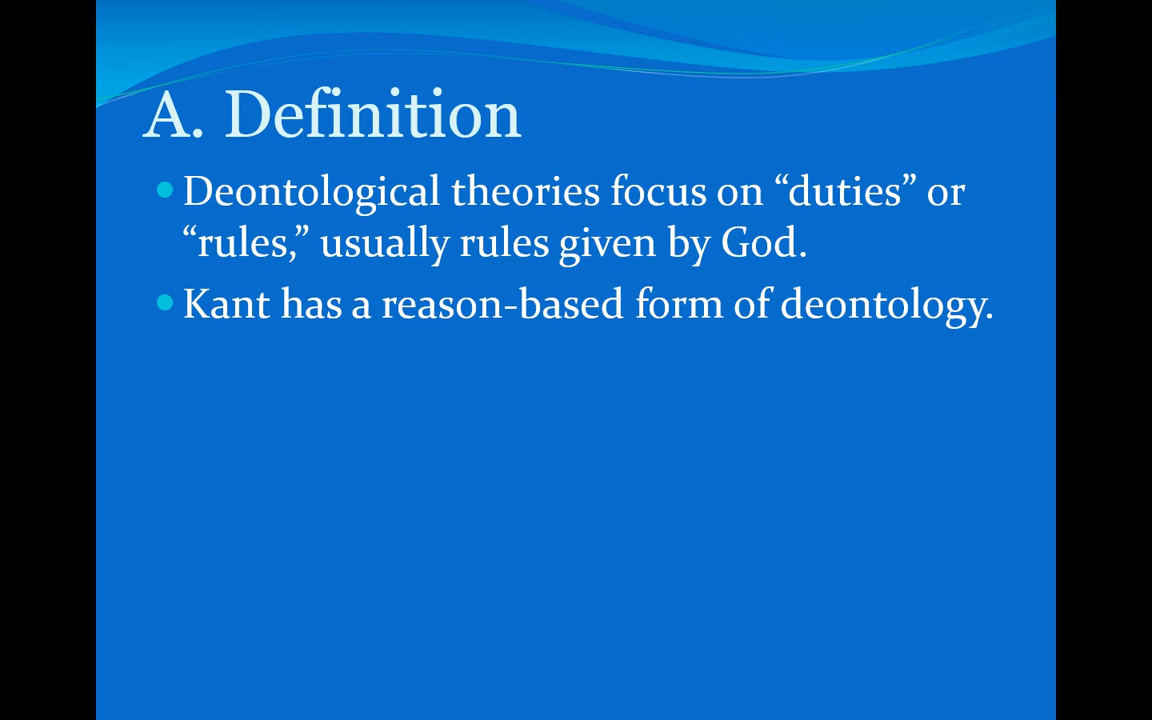 A. Definition
Deontological theories focus on “duties” or
“rules,” usually rules given by God.
Kant has a reason-based form of deontology.